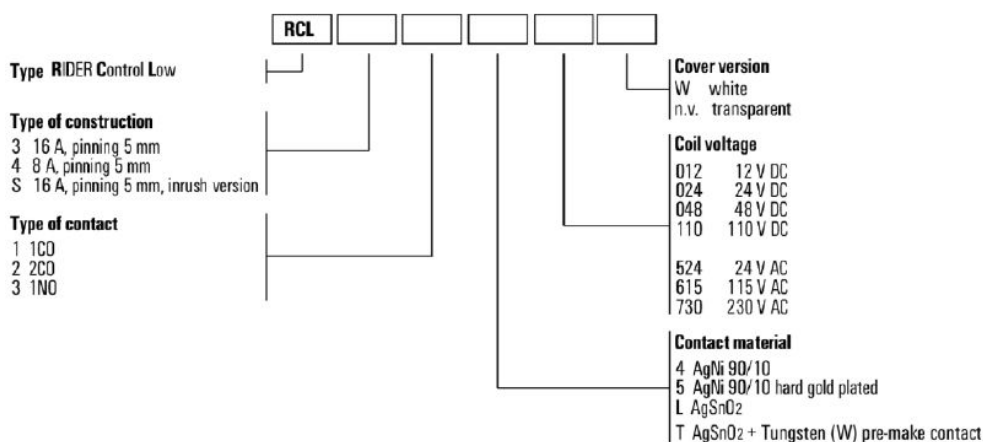 RCL
Type RIDER Control Low
Type of construction
3 16 A, pinning 5 mm
4 8 A, pinning 5 mm
S 16 A, pinning 5 mm, inrush version
Type of contact
1 1CO
2 2CO
3 1NO
Cover version
W white
n.v. transparent
Coil voltage
012 12 V DC
024 24 V DC
048 48 V DC
110 110 V DC
524 24 V AC
615 115 V AC
730 230 V AC
Contact material
4 AgNi 90/10
5 AgNi 90/10 hard gold plated
L AgSnO2
T AgSnO2 + Tungsten (W) pre-make contact